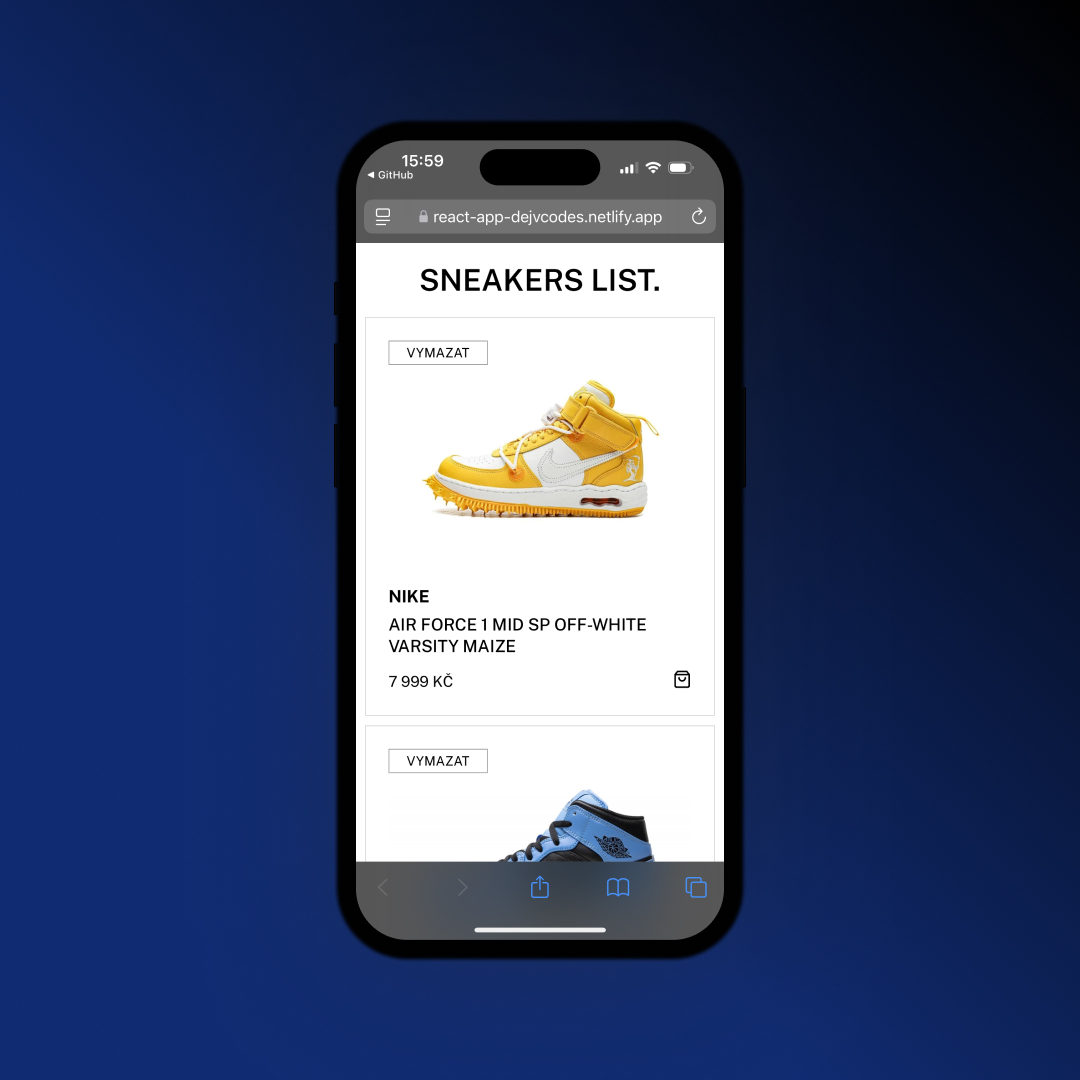 15:59
GitHub
react-app-dejvcodes.netlify.app
SNEAKERS LIST.
VYMAZAT
NIKE
AIR FORCE 1 MID SP OFF-WHITE
VARSITY MAIZE
7 999 KČ
VYMAZAT